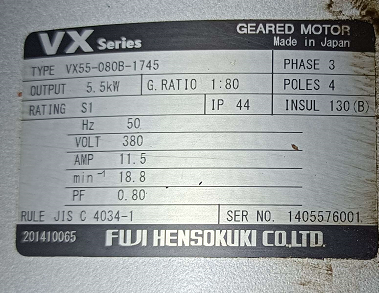 VX Series GEARED MOTOR
Made in Japan
TYPE VX55-080B-1745 PHASE 3
OUTPUT 5.5kW G.RATIO 1:80 POLES 4
RATING S1 IP 44 INSUL 130(B)
Hz 50
VOLT 380
AMP 11.5
min⁻¹ 18.8
PF 0.80
RULE JIS C 4034-1 SER NO. 1405576001
201410065 FUJI HENSOKUKI CO.,LTD.